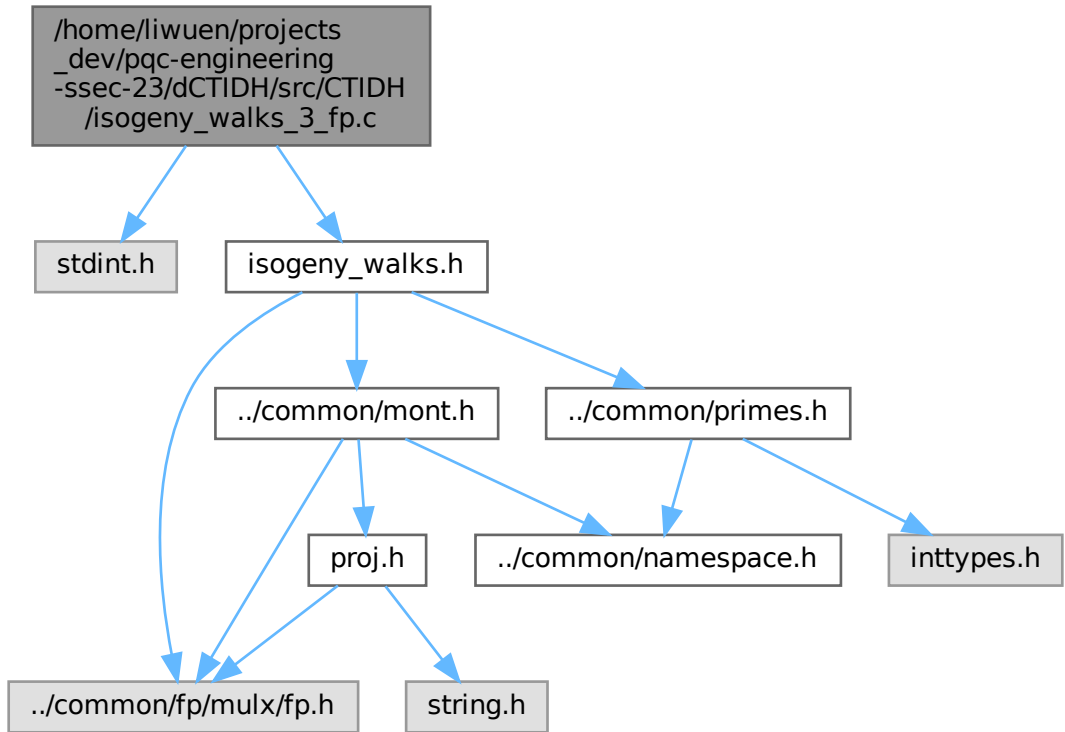 /home/liwuen/projects
_dev/pqc-engineering
-ssec-23/dCTIDH/src/CTIDH
/isogeny_walks_3_fp.c
stdint.h
isogeny_walks.h
../common/mont.h
../common/primes.h
proj.h
../common/namespace.h
inttypes.h
../common/fp/mulx/fp.h
string.h